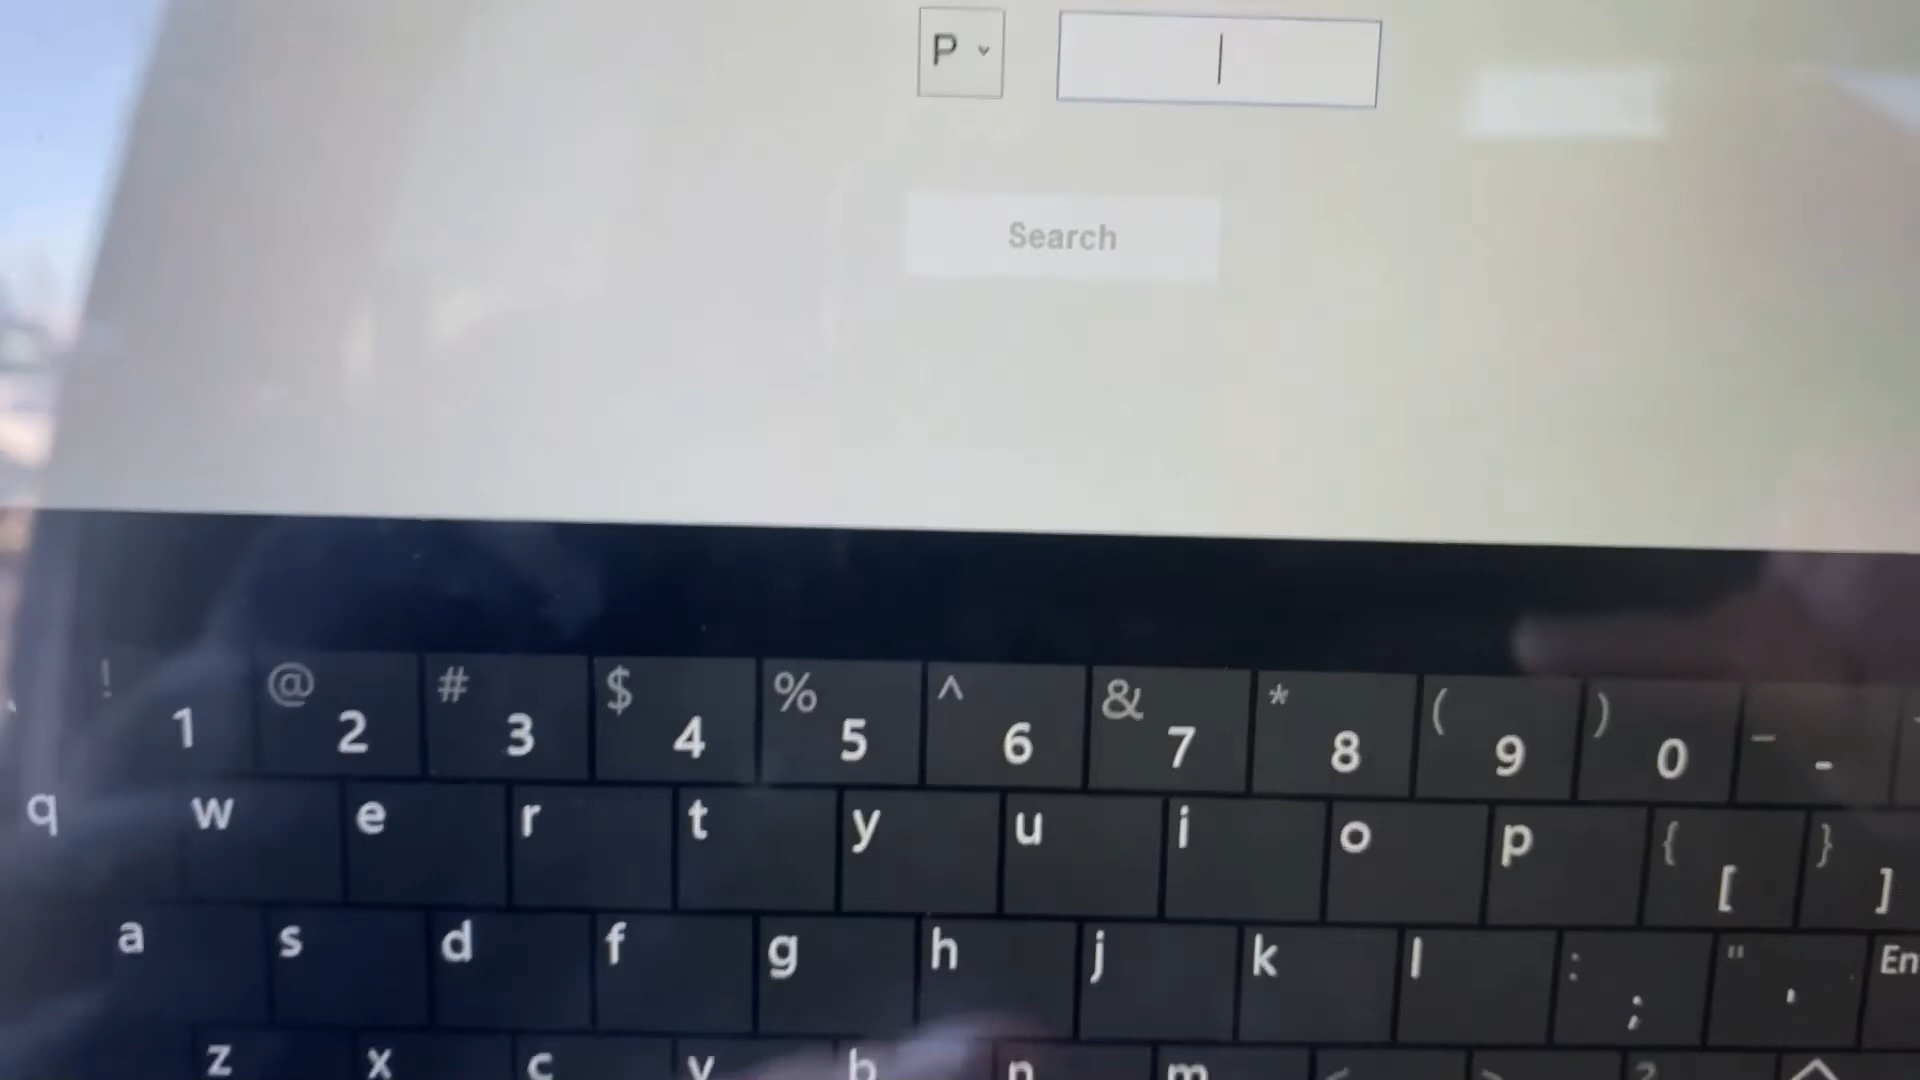 P
Search
! @ # $ % ^ & * ( ) _
1 2 3 4 5 6 7 8 9 0 -
q w e r t y u i o p { [ } ]
a s d f g h j k l : ; " ' En
z x c v b n m < > ?